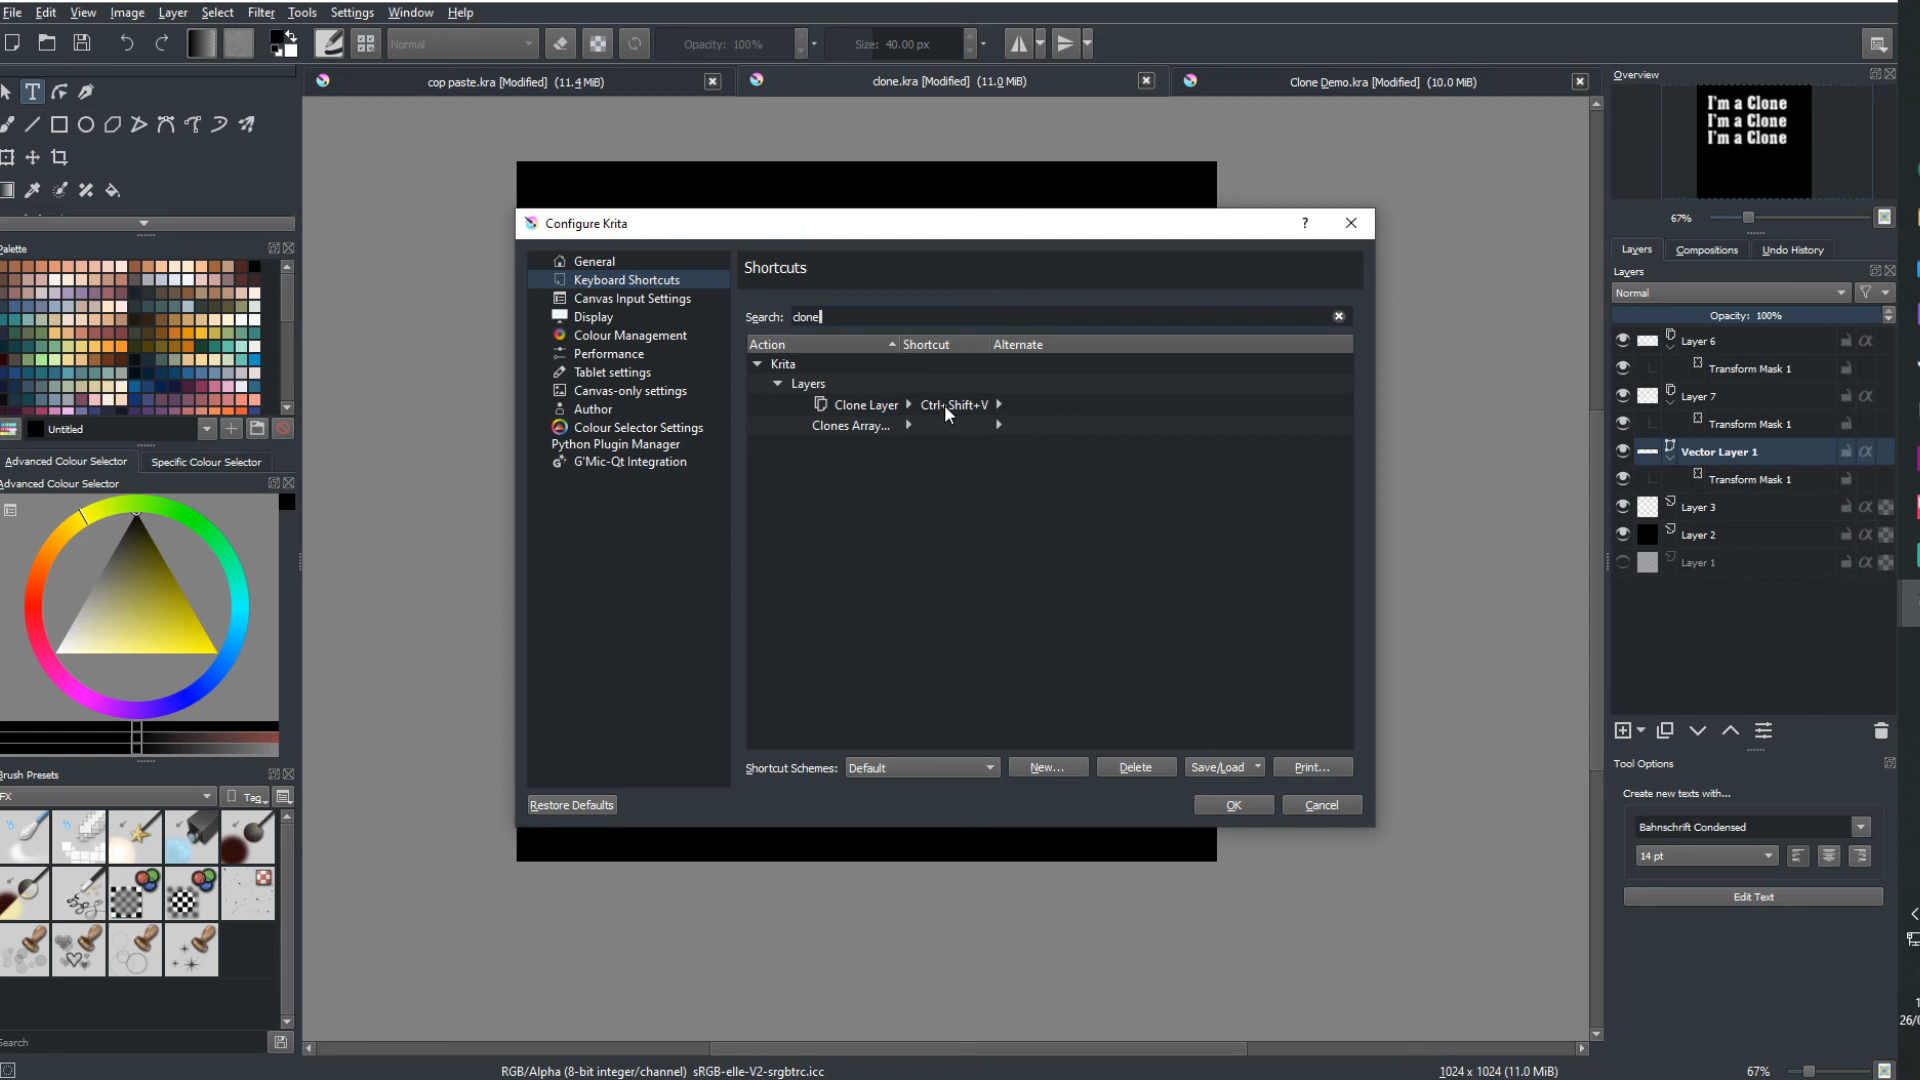 File Edit View Image Layer Select Filter Tools Settings Window Help
Normal
Opacity: 100%
Size: 40.00 px
cop paste.kra [Modified] (11.4 MiB)
clone.kra [Modified] (11.0 MiB)
Clone Demo.kra [Modified] (10.0 MiB)
Overview
I'm a Clone
I'm a Clone
I'm a Clone
67%
Layers
Compositions
Undo History
Layers
Normal
Opacity: 100%
Layer 6
Transform Mask 1
Layer 7
Transform Mask 1
Vector Layer 1
Transform Mask 1
Layer 3
Layer 2
Layer 1
Tool Options
Create new texts with...
Bahnschrift Condensed
14 pt
Edit Text
Configure Krita
?
General
Keyboard Shortcuts
Canvas Input Settings
Display
Colour Management
Performance
Tablet settings
Canvas-only settings
Author
Colour Selector Settings
Python Plugin Manager
G'Mic-Qt Integration
Shortcuts
Search: clone
Action Shortcut Alternate
Krita
Layers
Clone Layer Ctrl+Shift+V
Clones Array...
Shortcut Schemes: Default New... Delete Save/Load Print...
Restore Defaults OK Cancel
Palette
Untitled
Advanced Colour Selector
Specific Colour Selector
Advanced Colour Selector
Brush Presets
FX
Tag
Search
RGB/Alpha (8-bit integer/channel) sRGB-elle-V2-srgbtrc.icc
1024 x 1024 (11.0 MiB)
67%